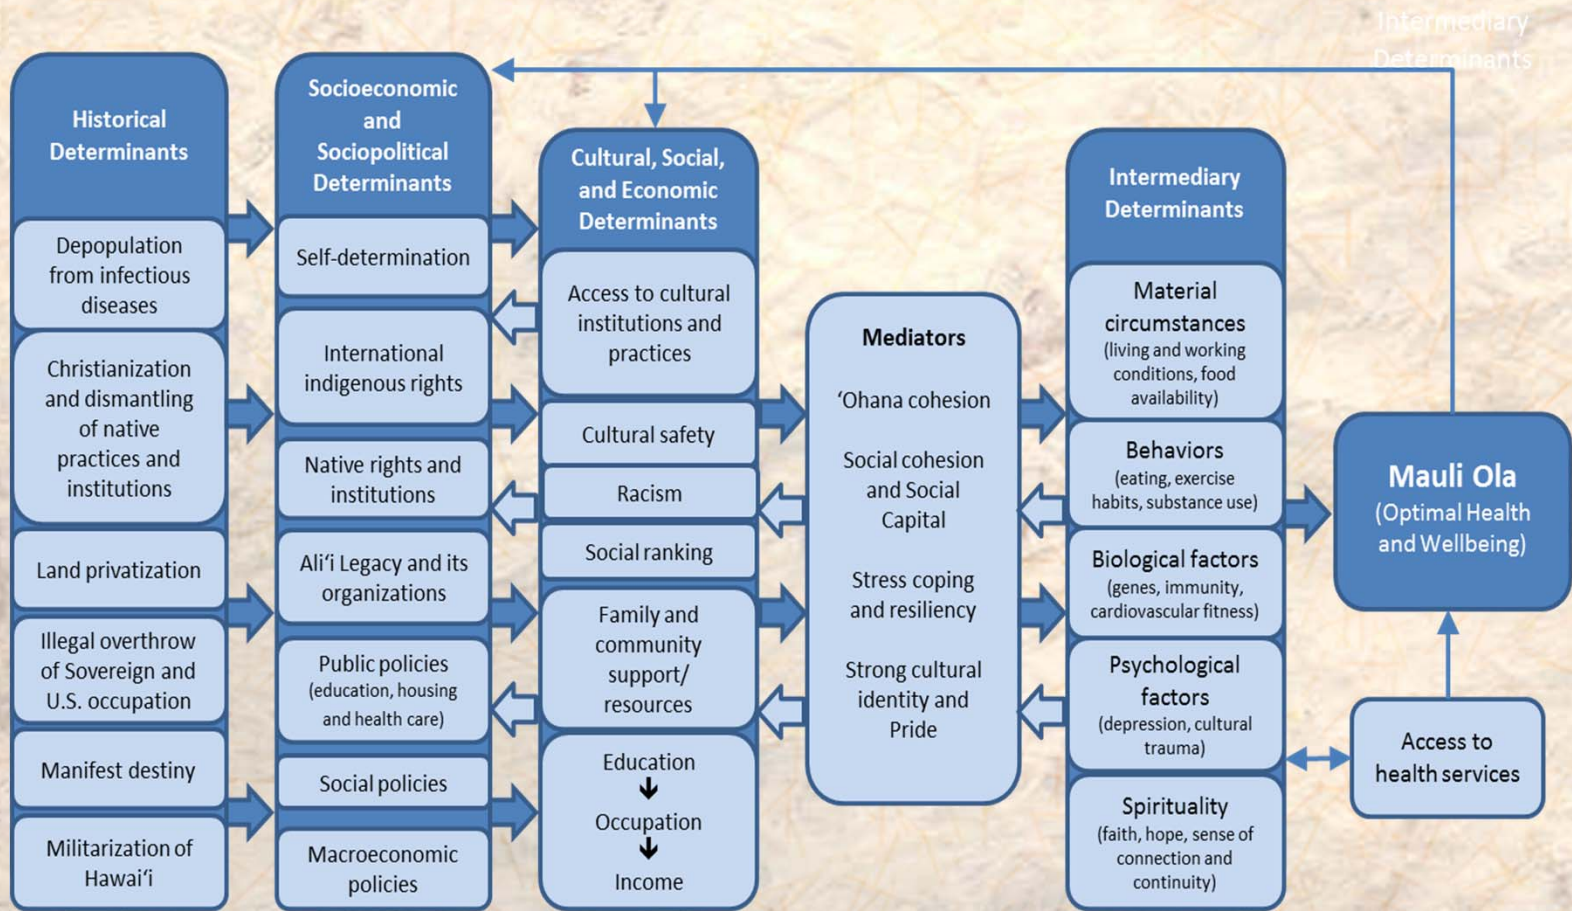 Intermediary
Determinants
Historical
Determinants
Depopulation
from infectious
diseases
Christianization
and dismantling
of native
practices and
institutions
Land privatization
Illegal overthrow
of Sovereign and
U.S. occupation
Manifest destiny
Militarization of
Hawai‘i
Socioeconomic
and
Sociopolitical
Determinants
Self-determination
International
indigenous rights
Native rights and
institutions
Ali‘i Legacy and its
organizations
Public policies
(education, housing
and health care)
Social policies
Macroeconomic
policies
Cultural, Social,
and Economic
Determinants
Access to cultural
institutions and
practices
Cultural safety
Racism
Social ranking
Family and
community
support/
resources
Education
Occupation
Income
Mediators
‘Ohana cohesion
Social cohesion
and Social
Capital
Stress coping
and resiliency
Strong cultural
identity and
Pride
Intermediary
Determinants
Material
circumstances
(living and working
conditions, food
availability)
Behaviors
(eating, exercise
habits, substance use)
Biological factors
(genes, immunity,
cardiovascular fitness)
Psychological
factors
(depression, cultural
trauma)
Spirituality
(faith, hope, sense of
connection and
continuity)
Mauli Ola
(Optimal Health
and Wellbeing)
Access to
health services